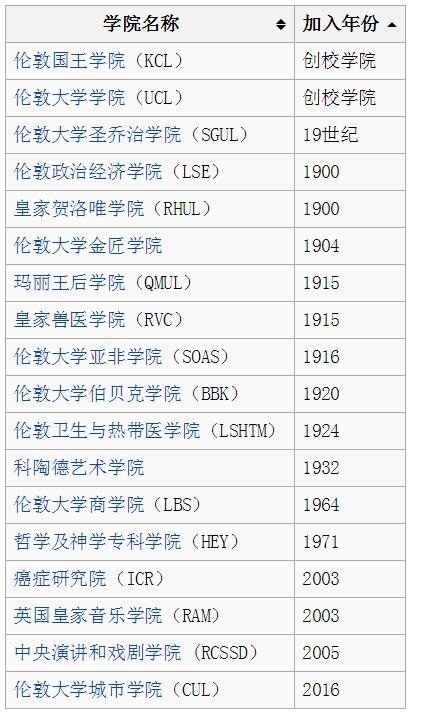 学院名称 加入年份
伦敦国王学院（KCL） 创校学院
伦敦大学学院（UCL） 创校学院
伦敦大学圣乔治学院（SGUL） 19世纪
伦敦政治经济学院（LSE） 1900
皇家贺洛唯学院（RHUL） 1900
伦敦大学金匠学院 1904
玛丽王后学院（QMUL） 1915
皇家兽医学院（RVC） 1915
伦敦大学亚非学院（SOAS） 1916
伦敦大学伯贝克学院（BBK） 1920
伦敦卫生与热带医学院（LSHTM） 1924
科陶德艺术学院 1932
伦敦大学商学院（LBS） 1964
哲学及神学专科学院（HEY） 1971
癌症研究院（ICR） 2003
英国皇家音乐学院（RAM） 2003
中央演讲和戏剧学院（RCSSD） 2005
伦敦大学城市学院（CUL） 2016